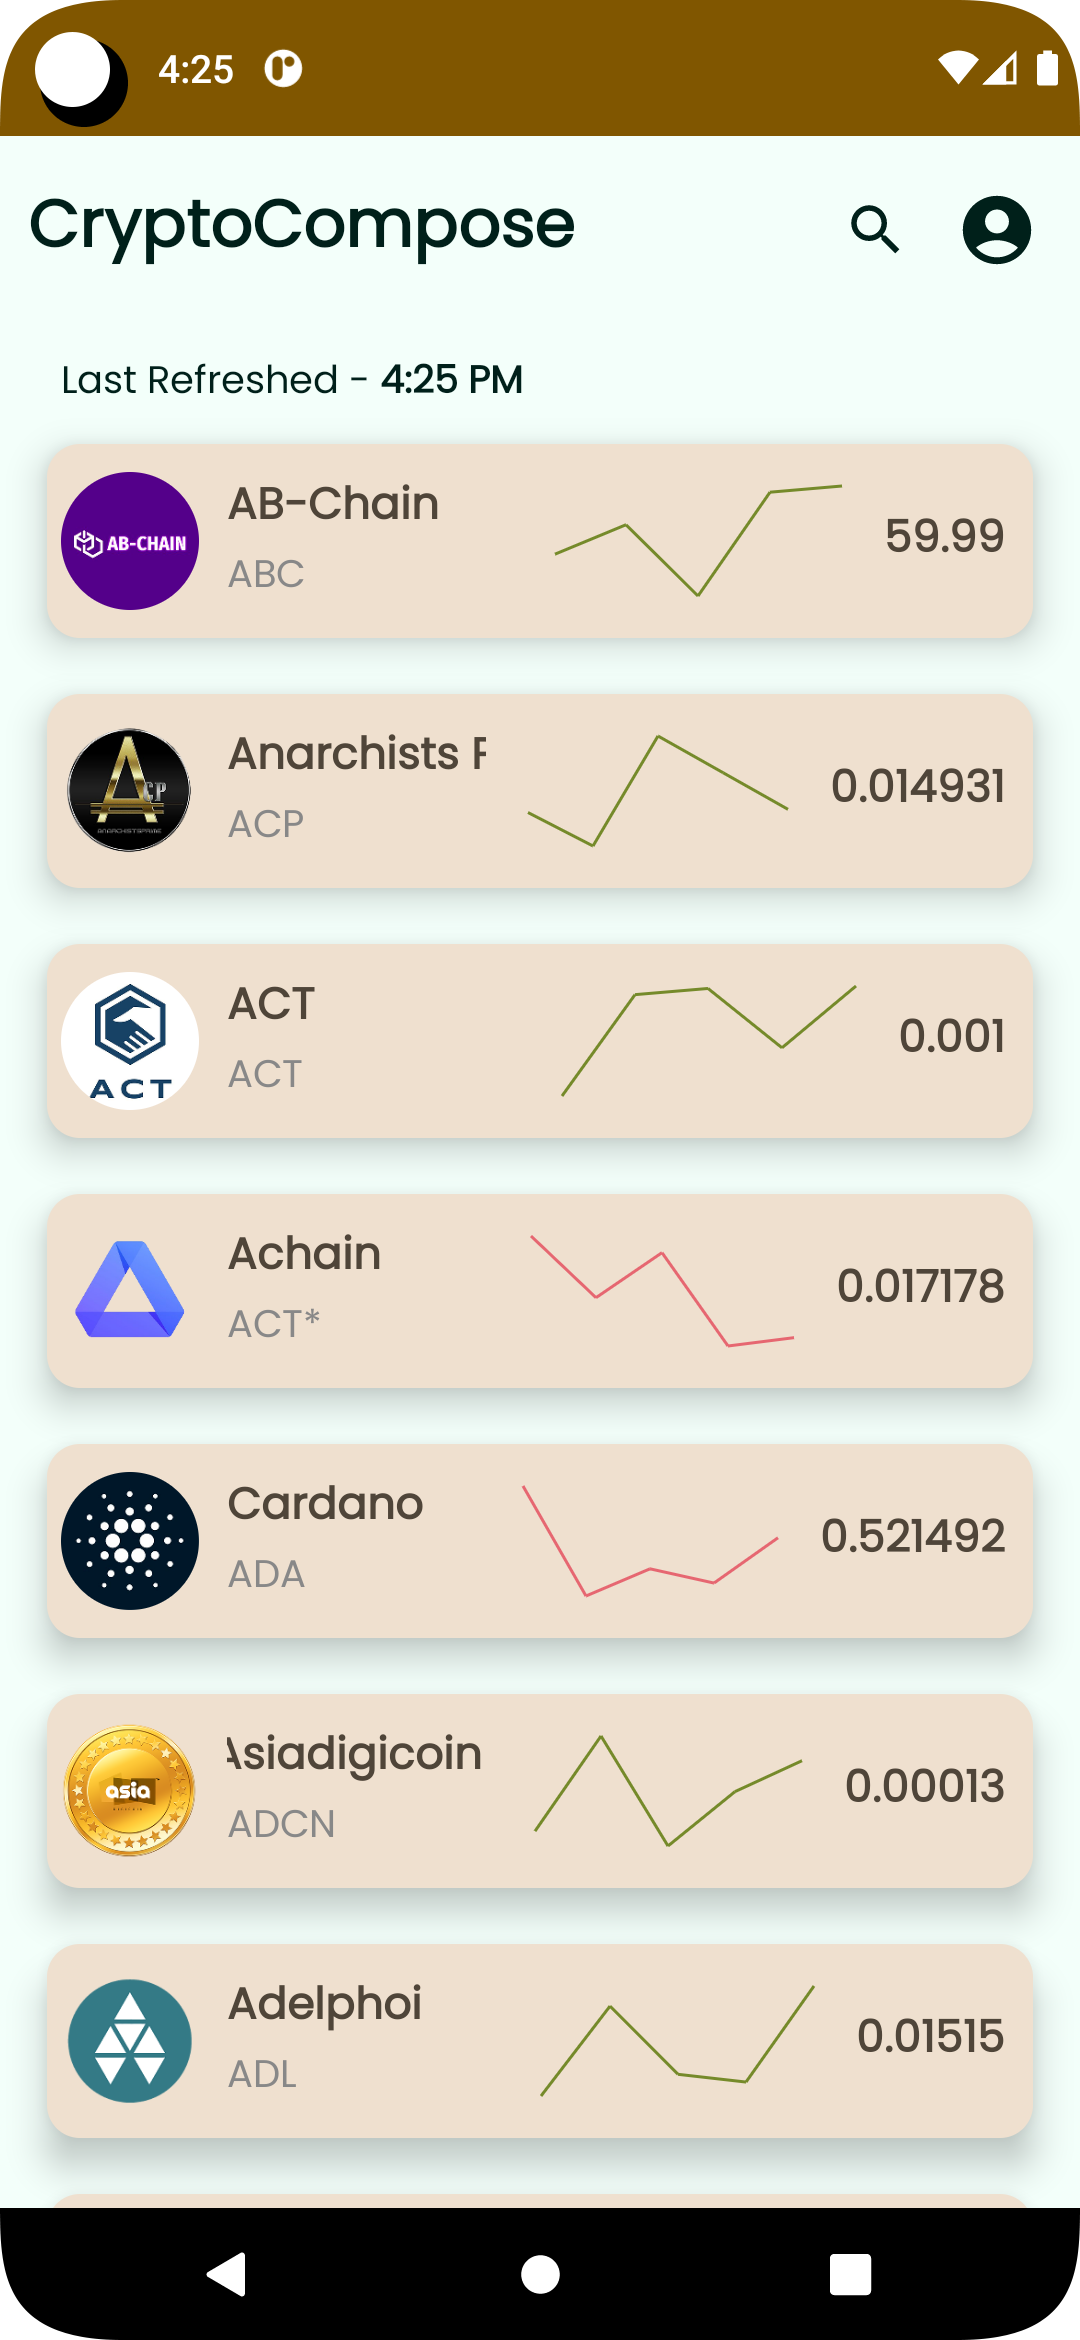 4:25
CryptoCompose
Last Refreshed - 4:25 PM
AB-CHAIN
AB-Chain
ABC
59.99
CP
Anarchists P
ACP
0.014931
ACT
ACT
ACT
0.001
Achain
ACT*
0.017178
Cardano
ADA
0.521492
asia
Asiadigicoin
ADCN
0.00013
Adelphoi
ADL
0.01515